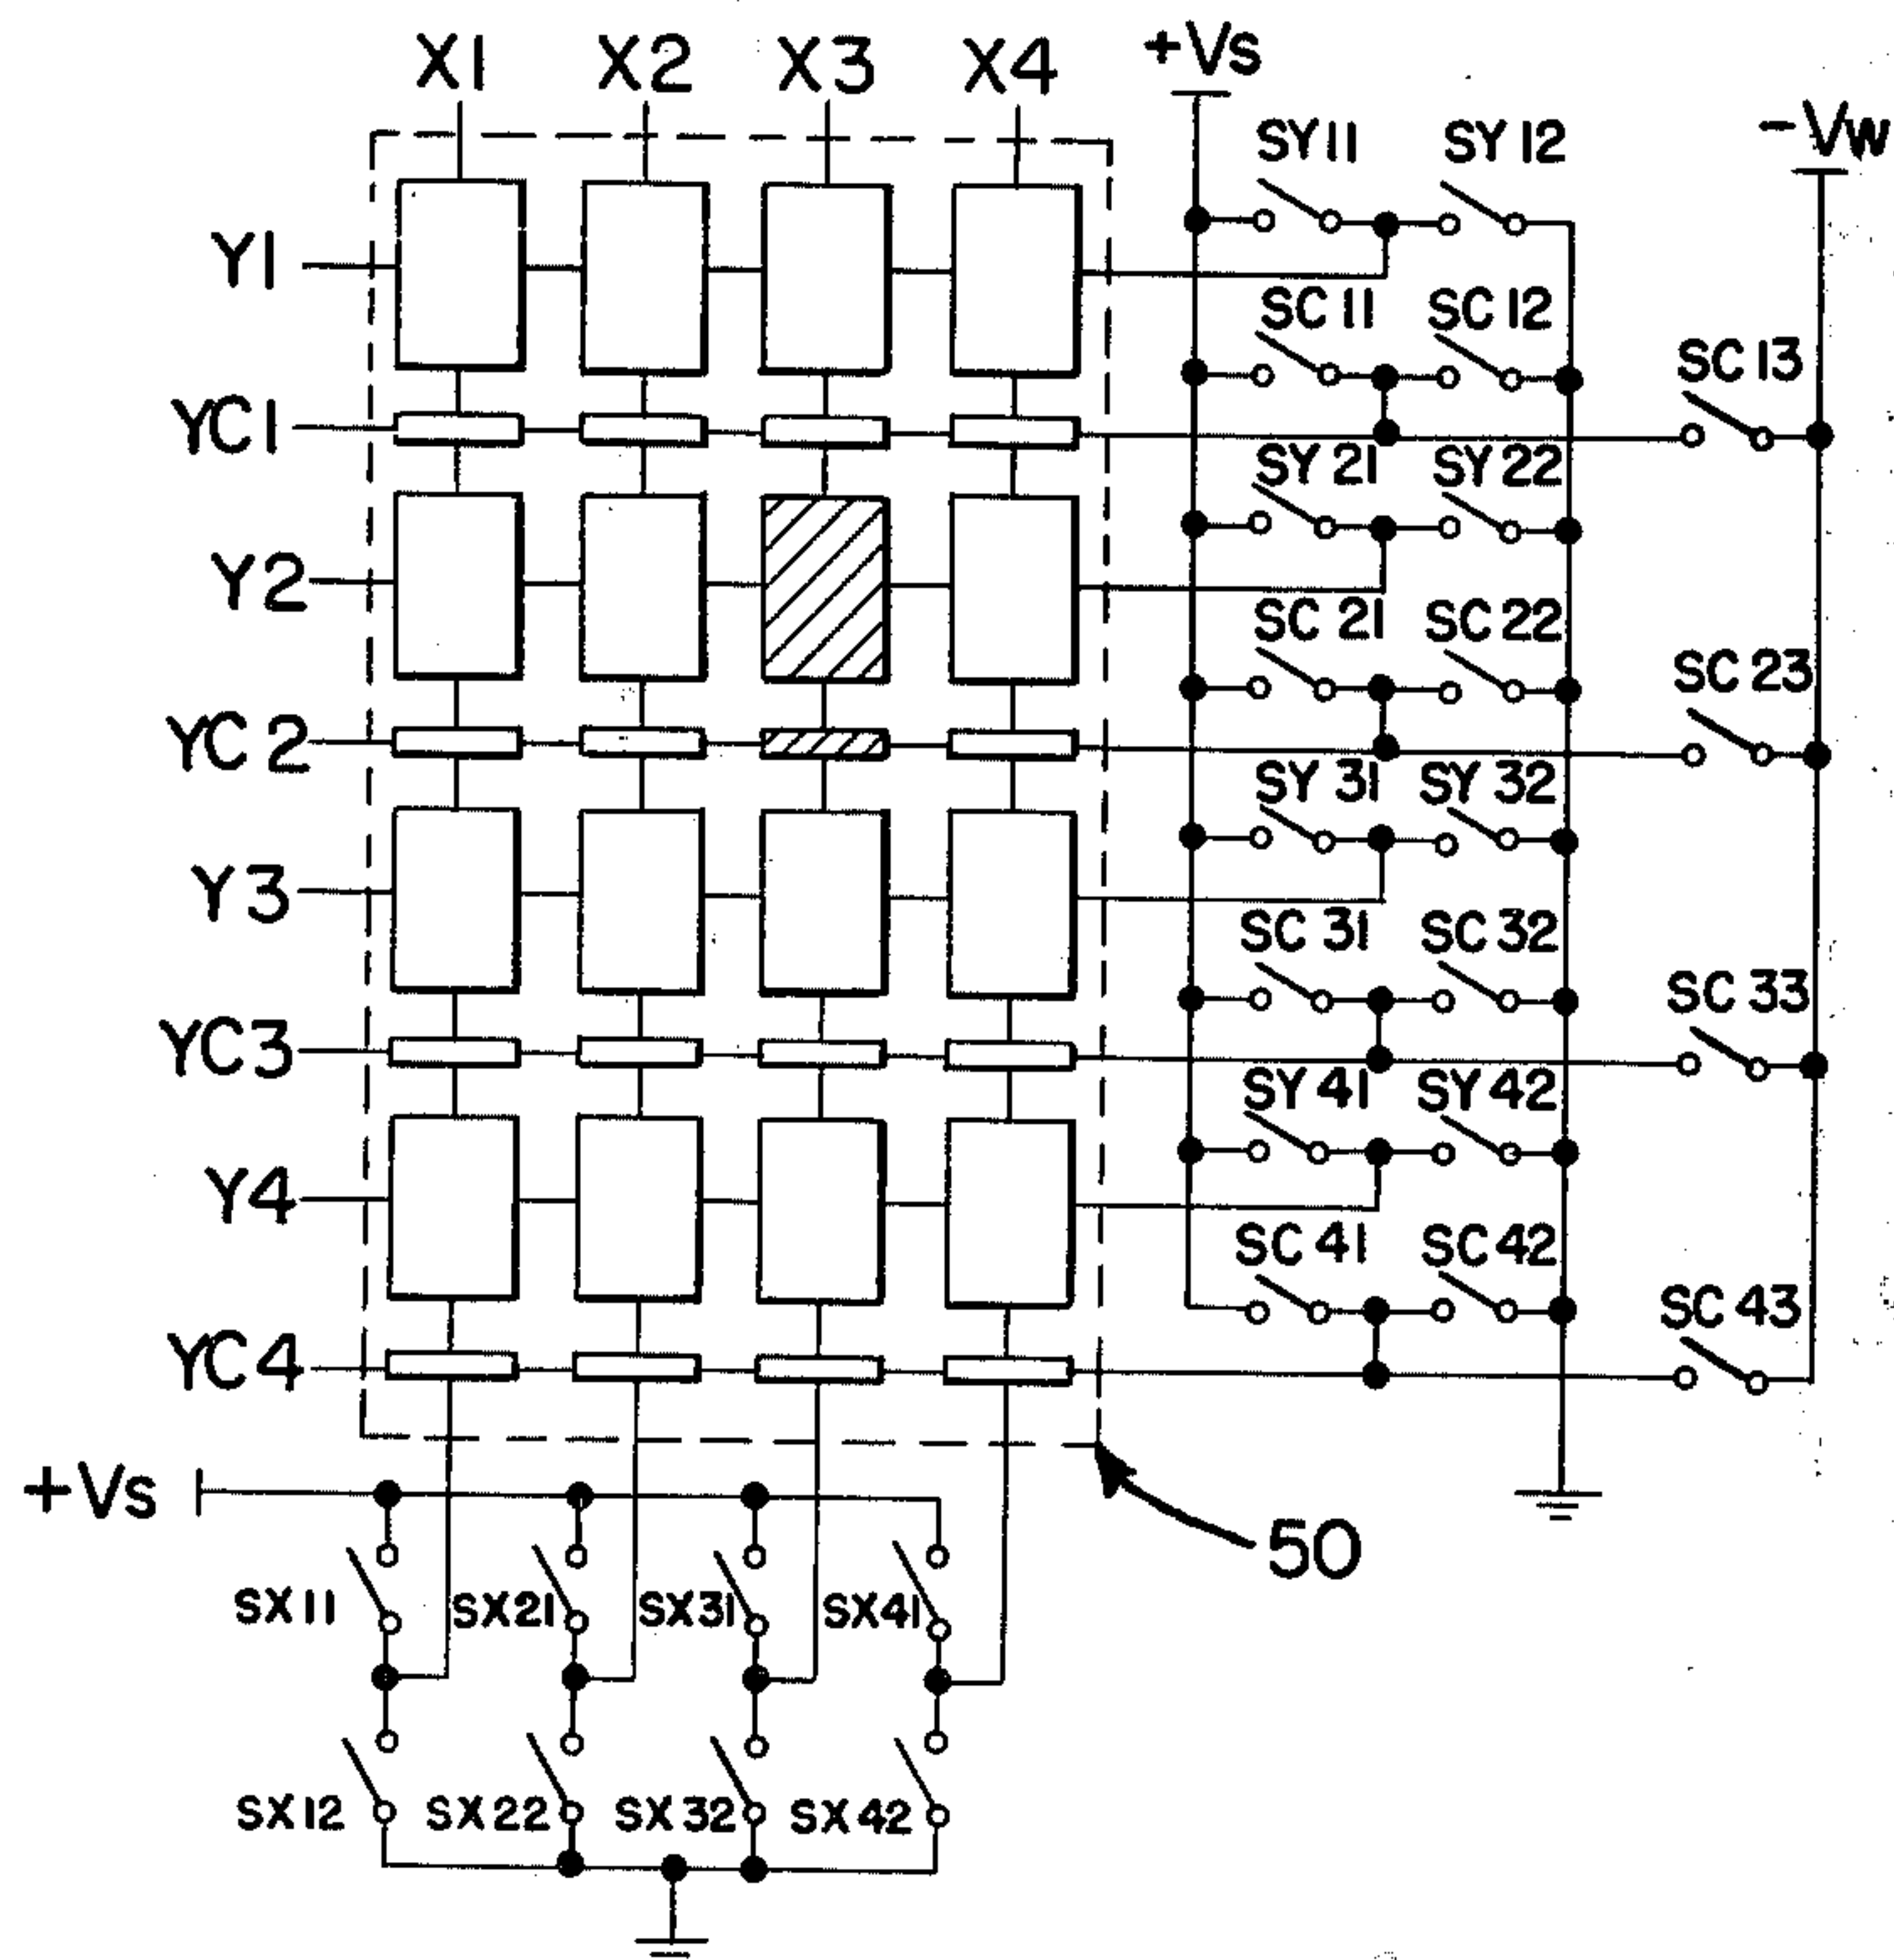 X1 X2 X3 X4 +Vs
-Vw
SY11 SY12
Y1
SC11 SC12
SC13
YC1
SY21 SY22
Y2
SC21 SC22
SC23
YC2
SY31 SY32
Y3
SC31 SC32
SC33
YC3
SY41 SY42
Y4
SC41 SC42
SC43
YC4
+Vs
50
SX11 SX21 SX31 SX41
SX12 SX22 SX32 SX42